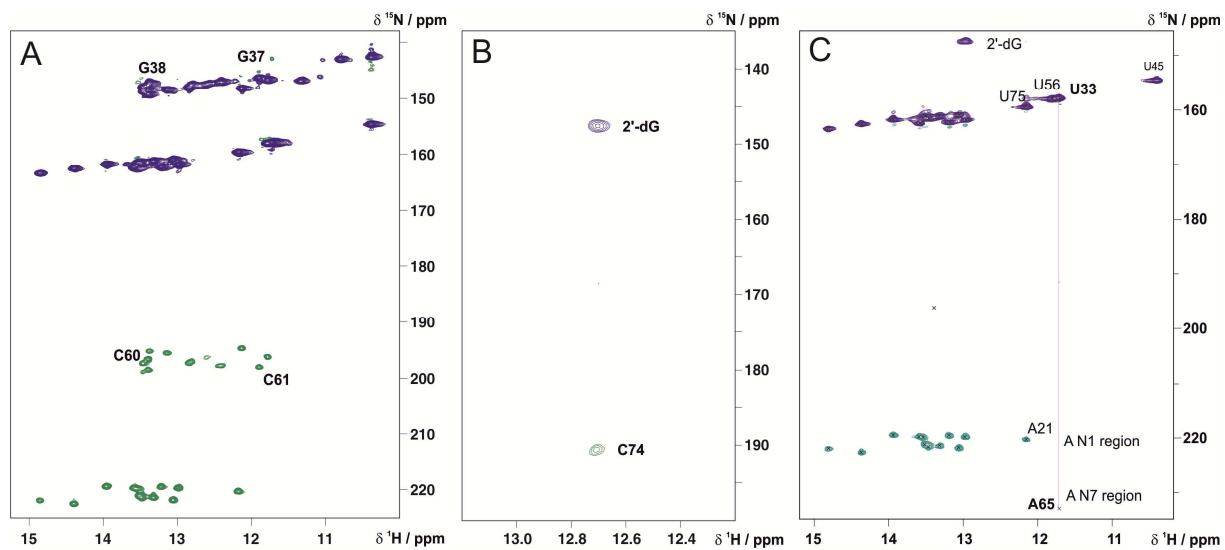 A
δ ¹⁵N / ppm
G38
G37
150
160
170
180
190
C60
C61
200
210
220
15
14
13
12
11
δ ¹H / ppm
B
δ ¹⁵N / ppm
140
2'-dG
150
160
170
180
C74
190
13.0
12.8
12.6
12.4
δ ¹H / ppm
C
δ ¹⁵N / ppm
2'-dG
U45
U56
U75
U33
160
180
200
A21
A N1 region
220
A65
A N7 region
15
14
13
12
11
δ ¹H / ppm